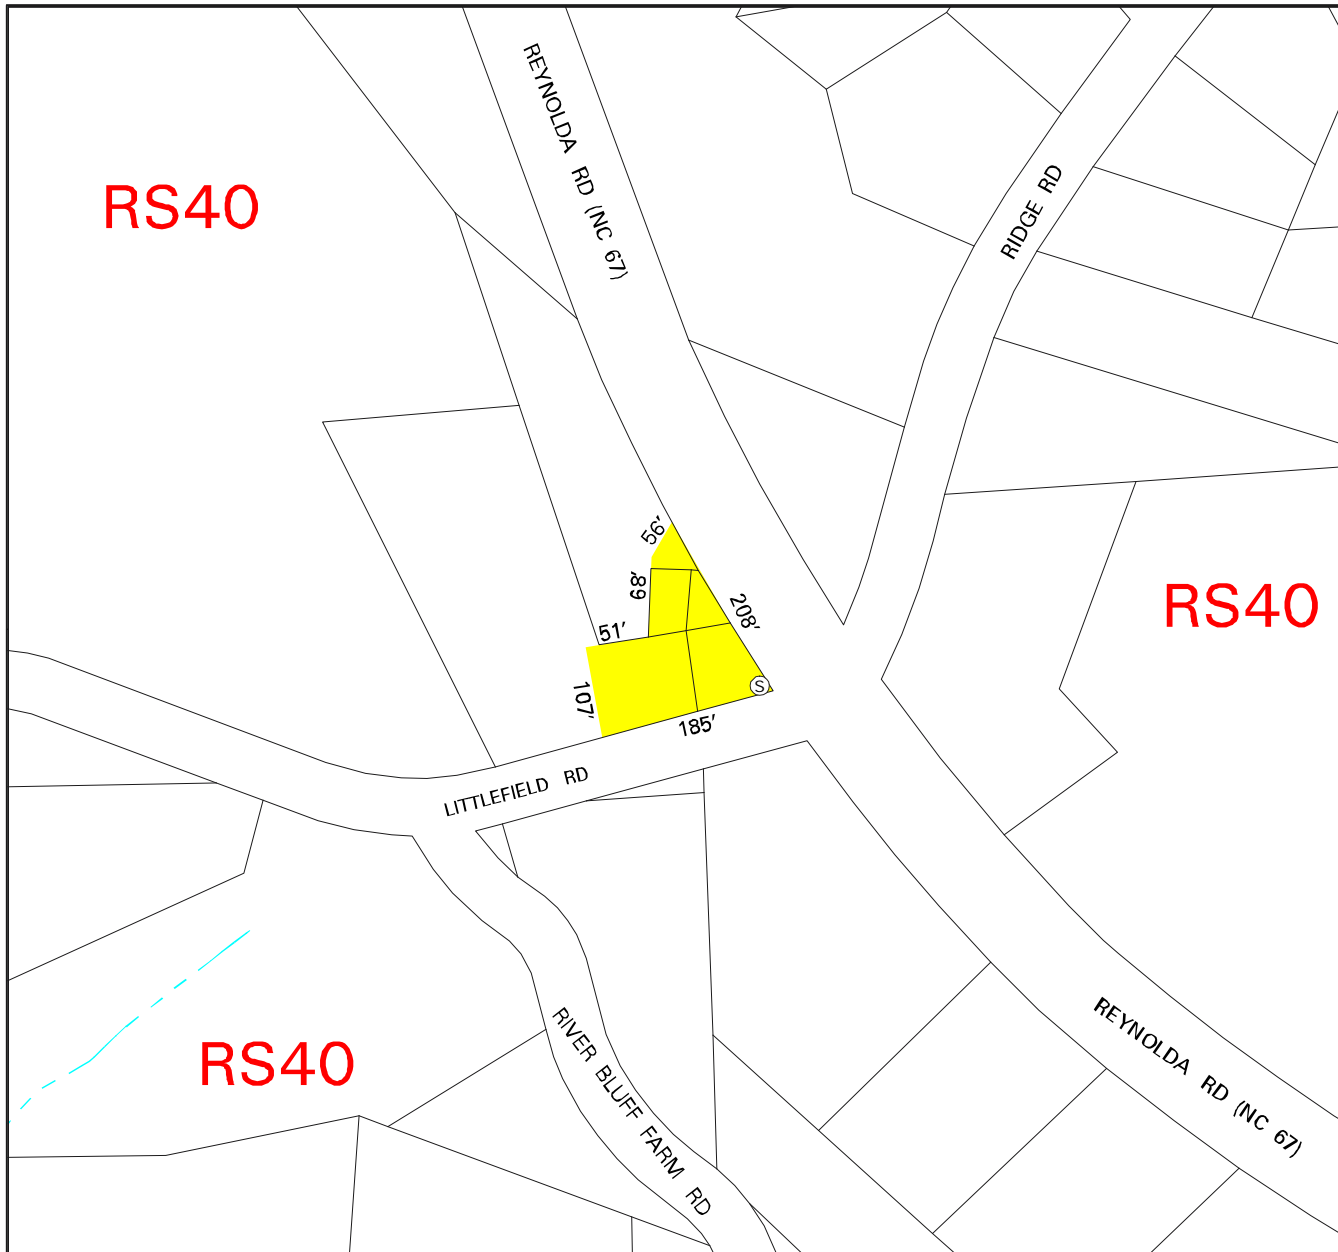 REYNOLDA RD (NC 67)
RIDGE RD
RS40
56'
68'
208'
51'
RS40
107'
S
185'
LITTLEFIELD RD
REYNOLDA RD (NC 67)
RIVER BLUFF FARM RD
RS40